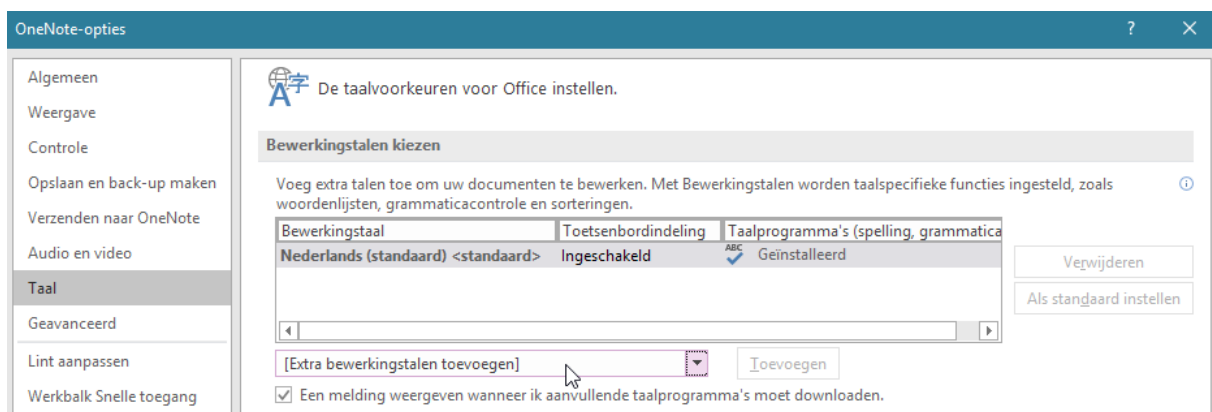 OneNote-opties
?
Algemeen
Weergave
Controle
Opslaan en back-up maken
Verzenden naar OneNote
Audio en video
Taal
Geavanceerd
Lint aanpassen
Werkbalk Snelle toegang
De taalvoorkeuren voor Office instellen.
Bewerkingstalen kiezen
Voeg extra talen toe om uw documenten te bewerken. Met Bewerkingstalen worden taalspecifieke functies ingesteld, zoals
woordenlijsten, grammaticacontrole en sorteringen.
Bewerkingstaal Toetsenbordindeling Taalprogramma's (spelling, grammatica
Nederlands (standaard) <standaard> Ingeschakeld ABC Geïnstalleerd
Verwijderen
Als standaard instellen
[Extra bewerkingstalen toevoegen] Toevoegen
Een melding weergeven wanneer ik aanvullende taalprogramma's moet downloaden.